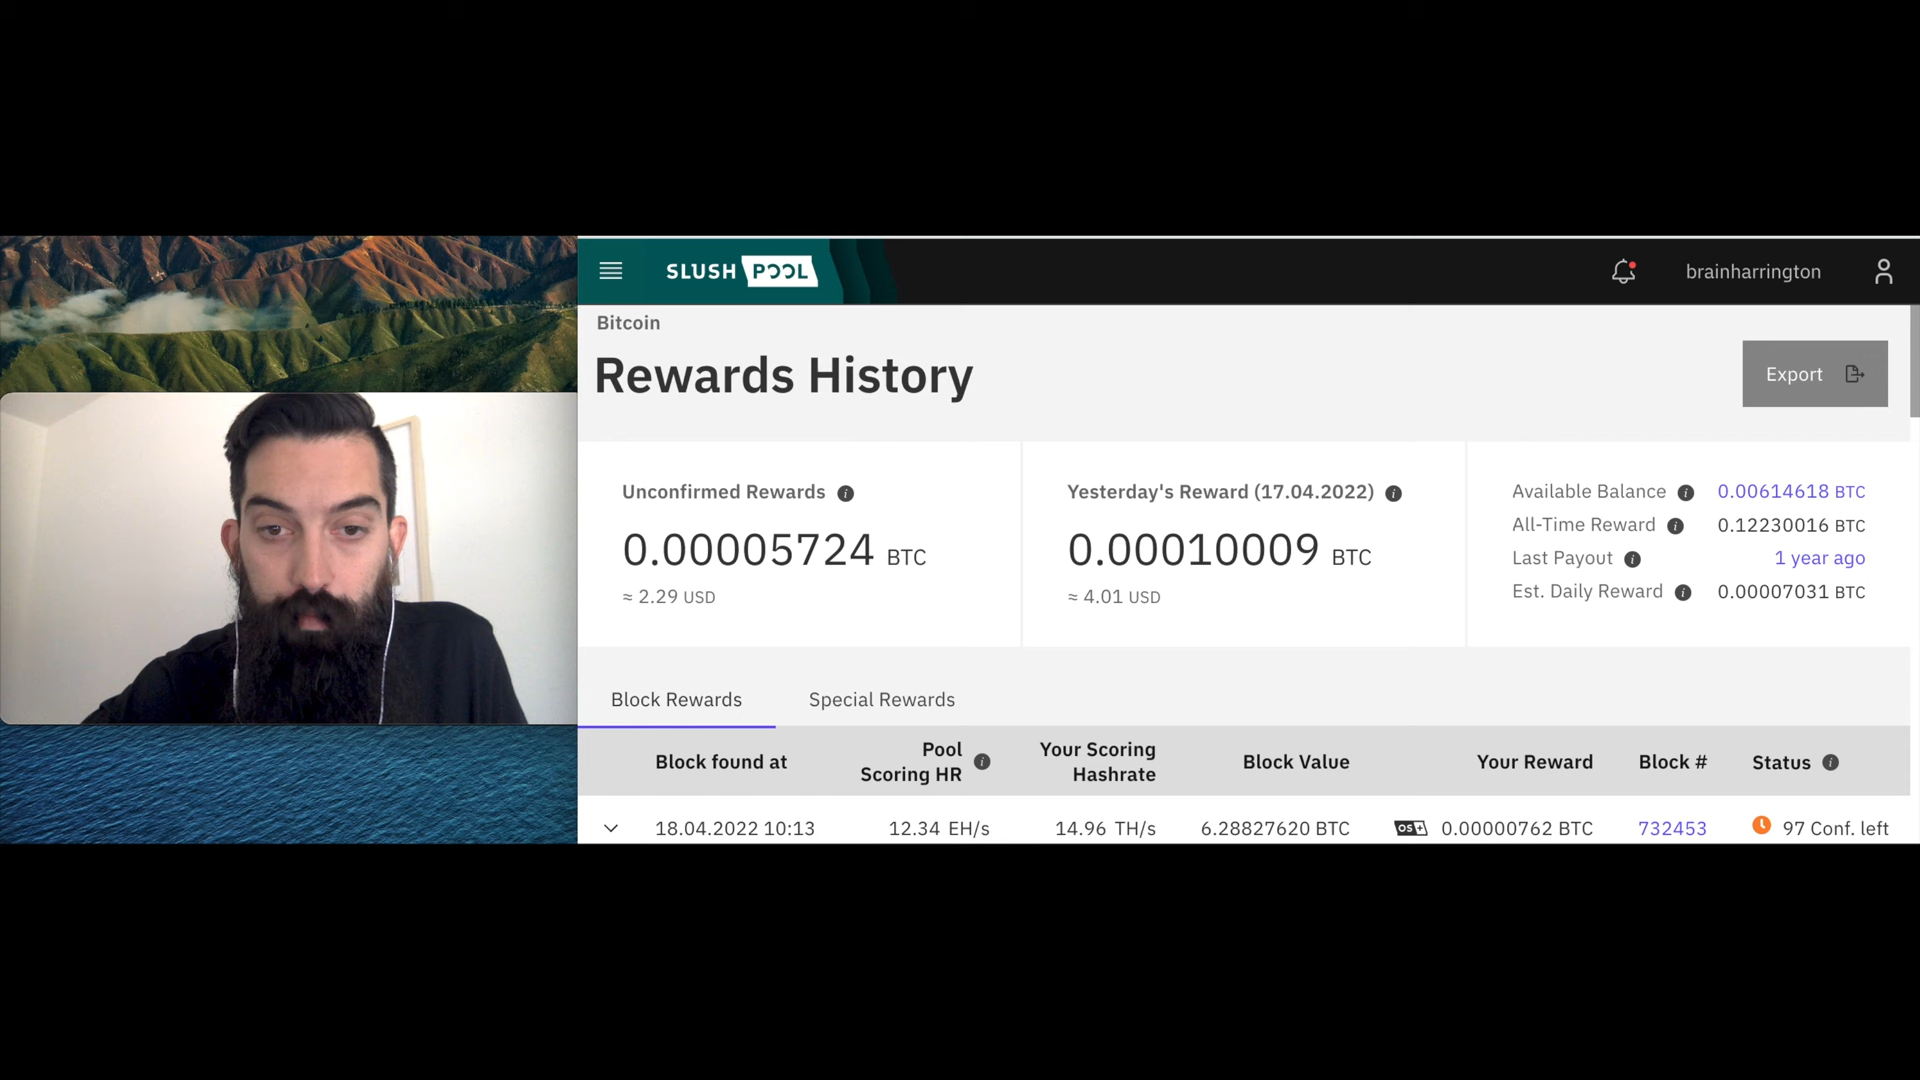 SLUSH POOL
brainharrington
Bitcoin
Rewards History
Export
Unconfirmed Rewards
0.00005724 BTC
≈ 2.29 USD
Yesterday's Reward (17.04.2022)
0.00010009 BTC
≈ 4.01 USD
Available Balance 0.00614618 BTC
All-Time Reward 0.12230016 BTC
Last Payout 1 year ago
Est. Daily Reward 0.00007031 BTC
Block Rewards Special Rewards
Block found at
Pool
Scoring HR
Your Scoring
Hashrate
Block Value
Your Reward
Block #
Status
18.04.2022 10:13 12.34 EH/s 14.96 TH/s 6.28827620 BTC OS+ 0.00000762 BTC 732453 97 Conf. left